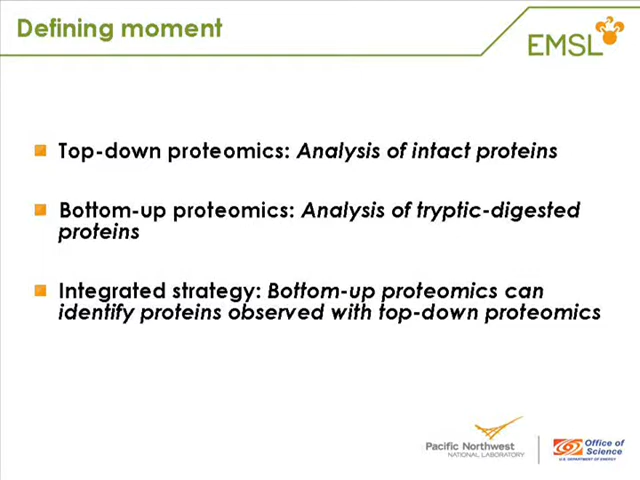 Defining moment
EMSL
Top-down proteomics: Analysis of intact proteins
Bottom-up proteomics: Analysis of tryptic-digested
proteins
Integrated strategy: Bottom-up proteomics can
identify proteins observed with top-down proteomics
Pacific Northwest
NATIONAL LABORATORY
Office of
Science
U.S. DEPARTMENT OF ENERGY